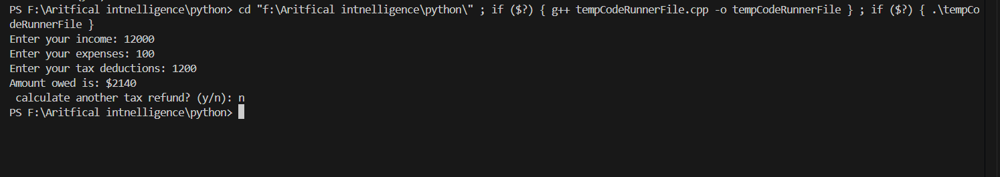 PS F:\Aritfical intnelligence\python> cd "f:\Aritfical intnelligence\python\" ; if ($?) { g++ tempCodeRunnerFile.cpp -o tempCodeRunnerFile } ; if ($?) { .\tempCo
deRunnerFile }
Enter your income: 12000
Enter your expenses: 100
Enter your tax deductions: 1200
Amount owed is: $2140
 calculate another tax refund? (y/n): n
PS F:\Aritfical intnelligence\python>